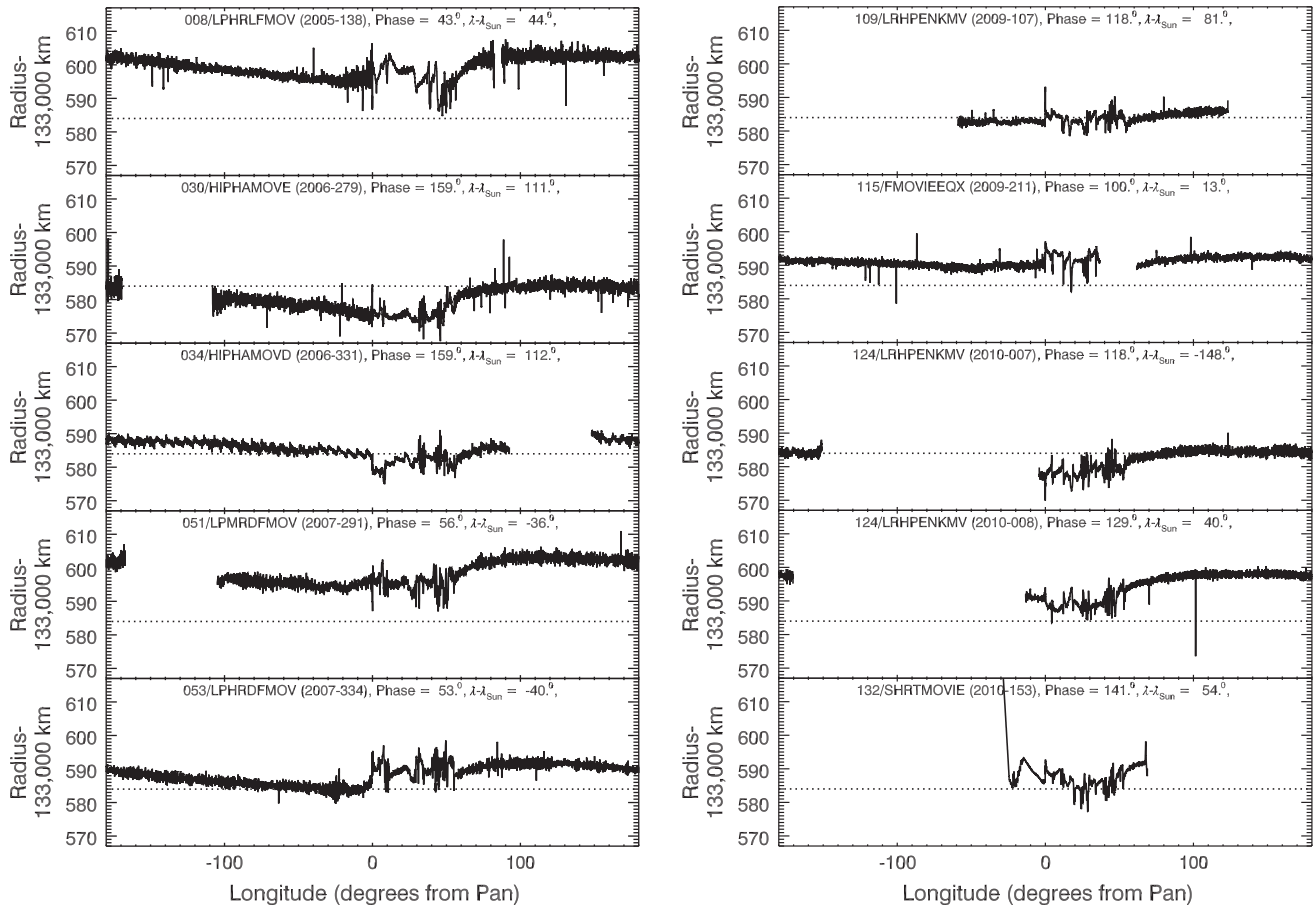 008/LPHRLFMOV (2005-138), Phase = 43.°, λ-λSun = 44.°,
610
600
590
580
570
Radius-
133,000 km
030/HIPHAMOVE (2006-279), Phase = 159.°, λ-λSun = 111.°,
610
600
590
580
570
Radius-
133,000 km
034/HIPHAMOVD (2006-331), Phase = 159.°, λ-λSun = 112.°,
610
600
590
580
570
Radius-
133,000 km
051/LPMRDFMOV (2007-291), Phase = 56.°, λ-λSun = -36.°,
610
600
590
580
570
Radius-
133,000 km
053/LPHRDFMOV (2007-334), Phase = 53.°, λ-λSun = -40.°,
610
600
590
580
570
Radius-
133,000 km
-100 0 100
Longitude (degrees from Pan)
109/LRHPENKMV (2009-107), Phase = 118.°, λ-λSun = 81.°,
610
600
590
580
570
Radius-
133,000 km
115/FMOVIEEQX (2009-211), Phase = 100.°, λ-λSun = 13.°,
610
600
590
580
570
Radius-
133,000 km
124/LRHPENKMV (2010-007), Phase = 118.°, λ-λSun = -148.°,
610
600
590
580
570
Radius-
133,000 km
124/LRHPENKMV (2010-008), Phase = 129.°, λ-λSun = 40.°,
610
600
590
580
570
Radius-
133,000 km
132/SHRTMOVIE (2010-153), Phase = 141.°, λ-λSun = 54.°,
610
600
590
580
570
Radius-
133,000 km
-100 0 100
Longitude (degrees from Pan)